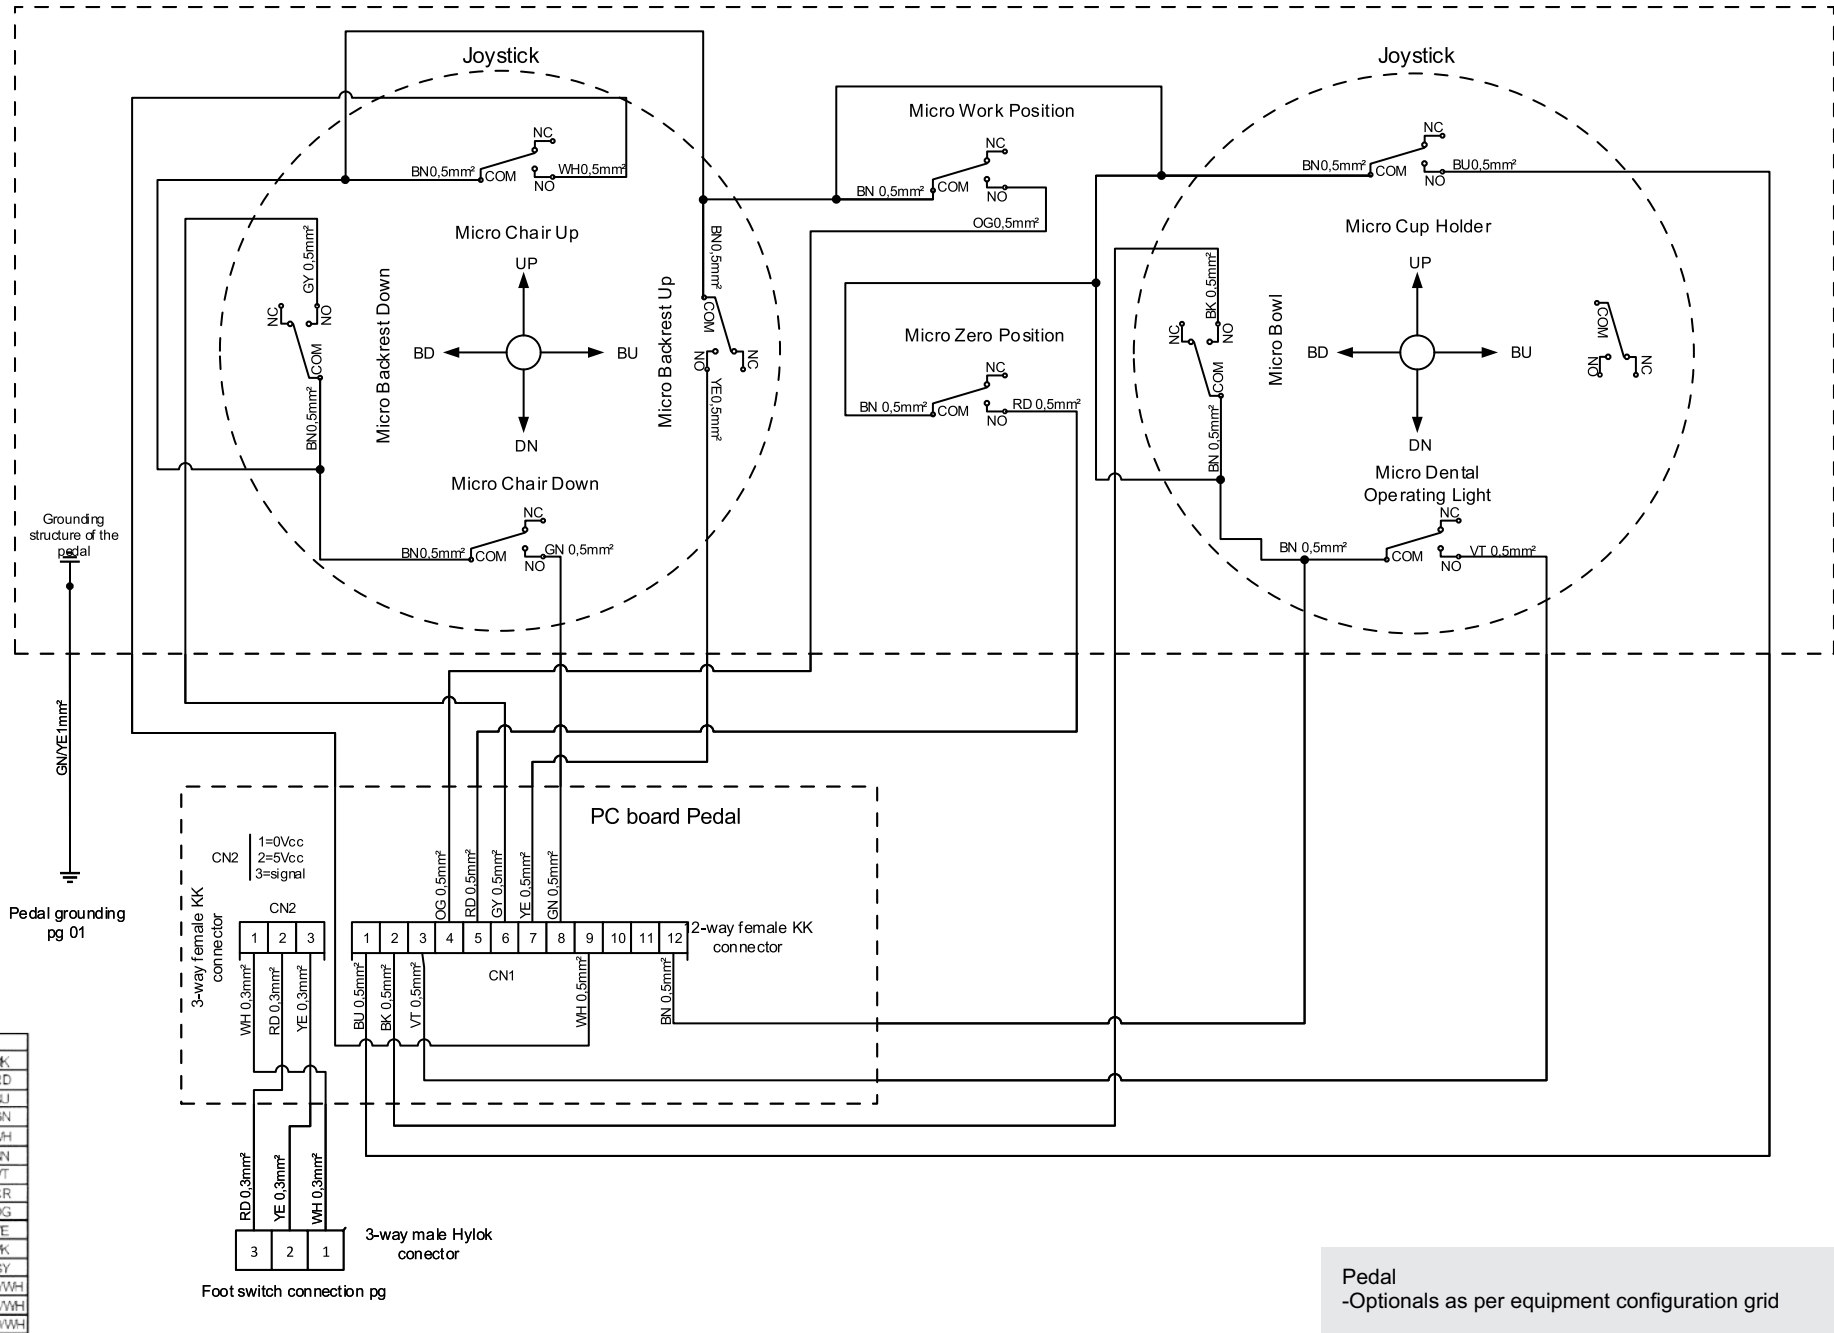 Joystick
Joystick
Micro Work Position
NC
BN0,5mm²
COM
WH0,5mm²
NO
NC
BN 0,5mm²
COM
NO
OG0,5mm²
NC
BN0,5mm²
COM
BU0,5mm²
NO
Micro Chair Up
UP
BD
BU
DN
Micro Chair Down
GY 0,5mm²
NC
NO
COM
BN0,5mm²
Micro Backrest Down
Micro Backrest Up
BN0,5mm²
COM
NO
NC
YE0,5mm²
Micro Zero Position
NC
BN 0,5mm²
COM
RD 0,5mm²
NO
Micro Cup Holder
UP
BD
BU
DN
BK 0,5mm²
NC
NO
COM
BN 0,5mm²
Micro Bowl
COM
NO
NC
Micro Dental
Operating Light
NC
BN 0,5mm²
COM
VT 0,5mm²
NO
NC
BN0.5mm²
COM
GN 0,5mm²
NO
Grounding
structure of the
pedal
GN/YE1mm²
Pedal grounding
pg 01
PC board Pedal
CN2
1=0Vcc
2=5Vcc
3=signal
3-way female KK
connector
CN2
1 2 3
OG 0,5mm²
RD 0,5mm²
GY 0,5mm²
YE 0,5mm²
GN 0,5mm²
1 2 3 4 5 6 7 8 9 10 11 12
2-way female KK
connector
CN1
WH 0,3mm²
RD 0,3mm²
YE 0,3mm²
BU 0,5mm²
BK 0,5mm²
VT 0,5mm²
WH 0,5mm²
BN 0,5mm²
RD 0,3mm²
YE 0,3mm²
WH 0,3mm²
3 2 1
3-way male Hylok
conector
Foot switch connection pg
Pedal
-Optionals as per equipment configuration grid